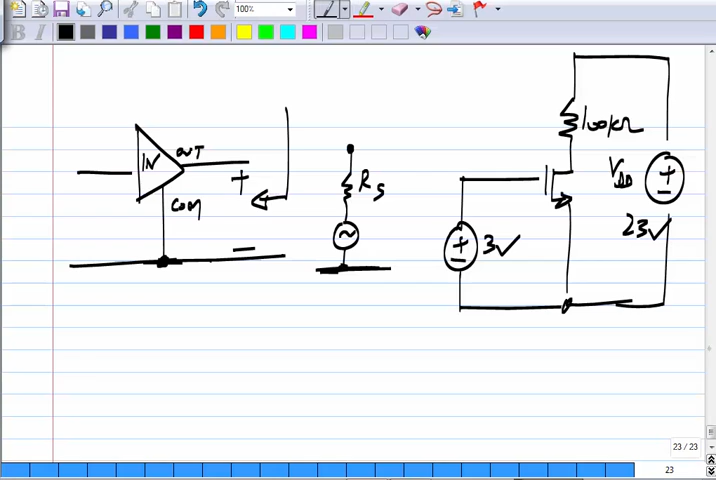 100%
B I
IN
OUT
COM
+
−
RS
+
3V
100kΩ
VDD
+
23V
23 / 23
23